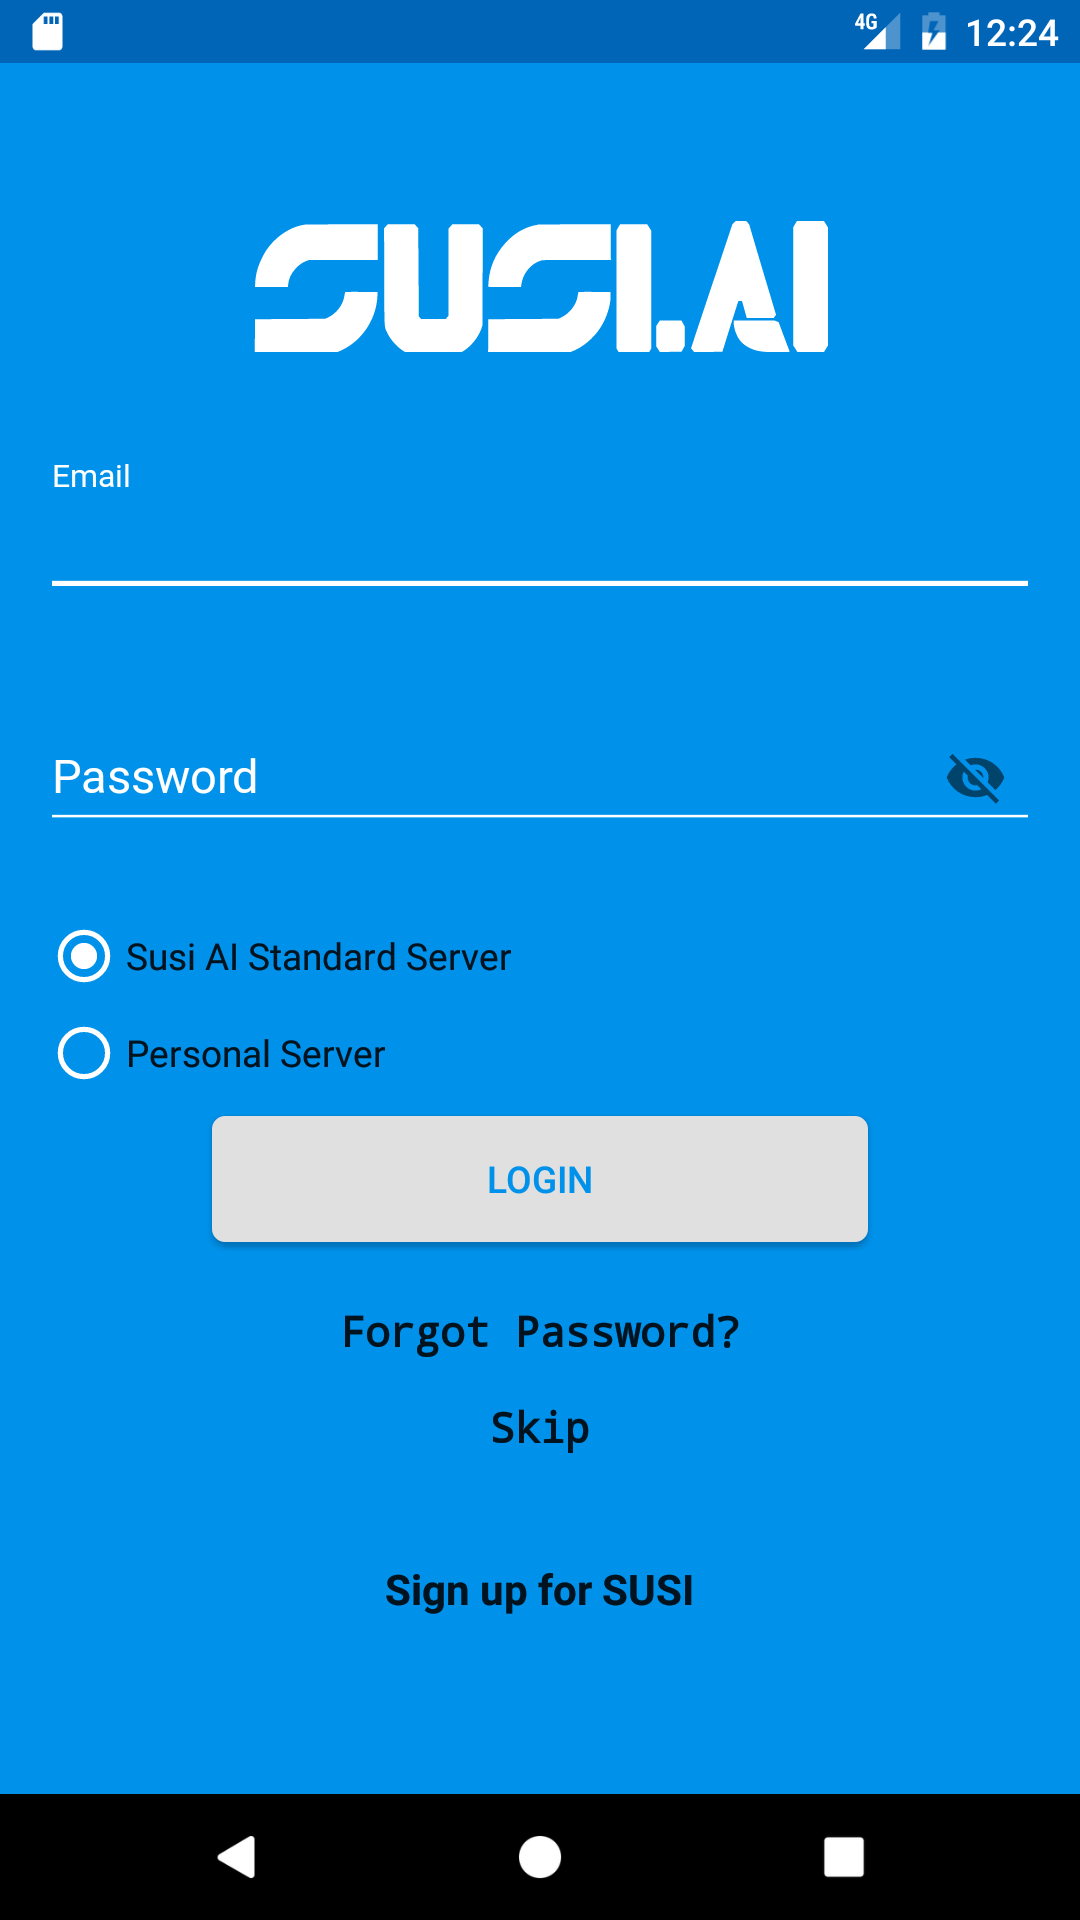 4G 12:24
SUSI.AI
Email
Password
Susi AI Standard Server
Personal Server
LOGIN
Forgot Password?
Skip
Sign up for SUSI